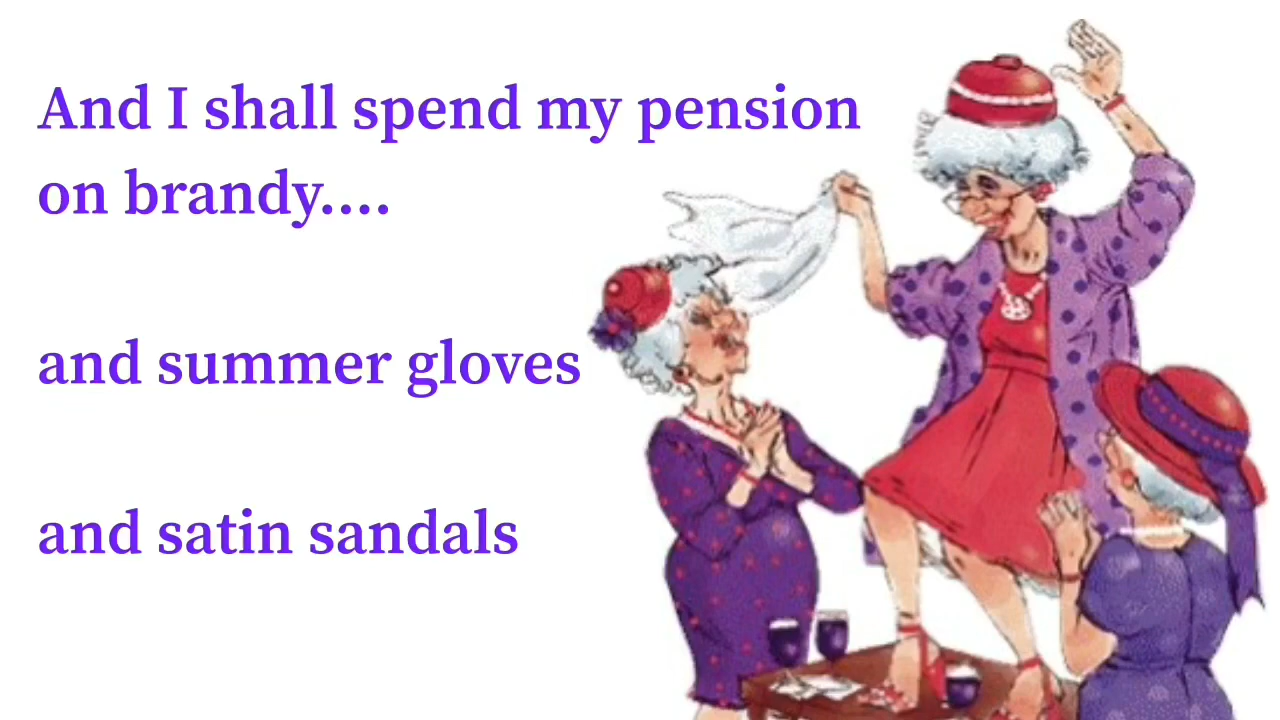 And I shall spend my pension
on brandy....
and summer gloves
and satin sandals